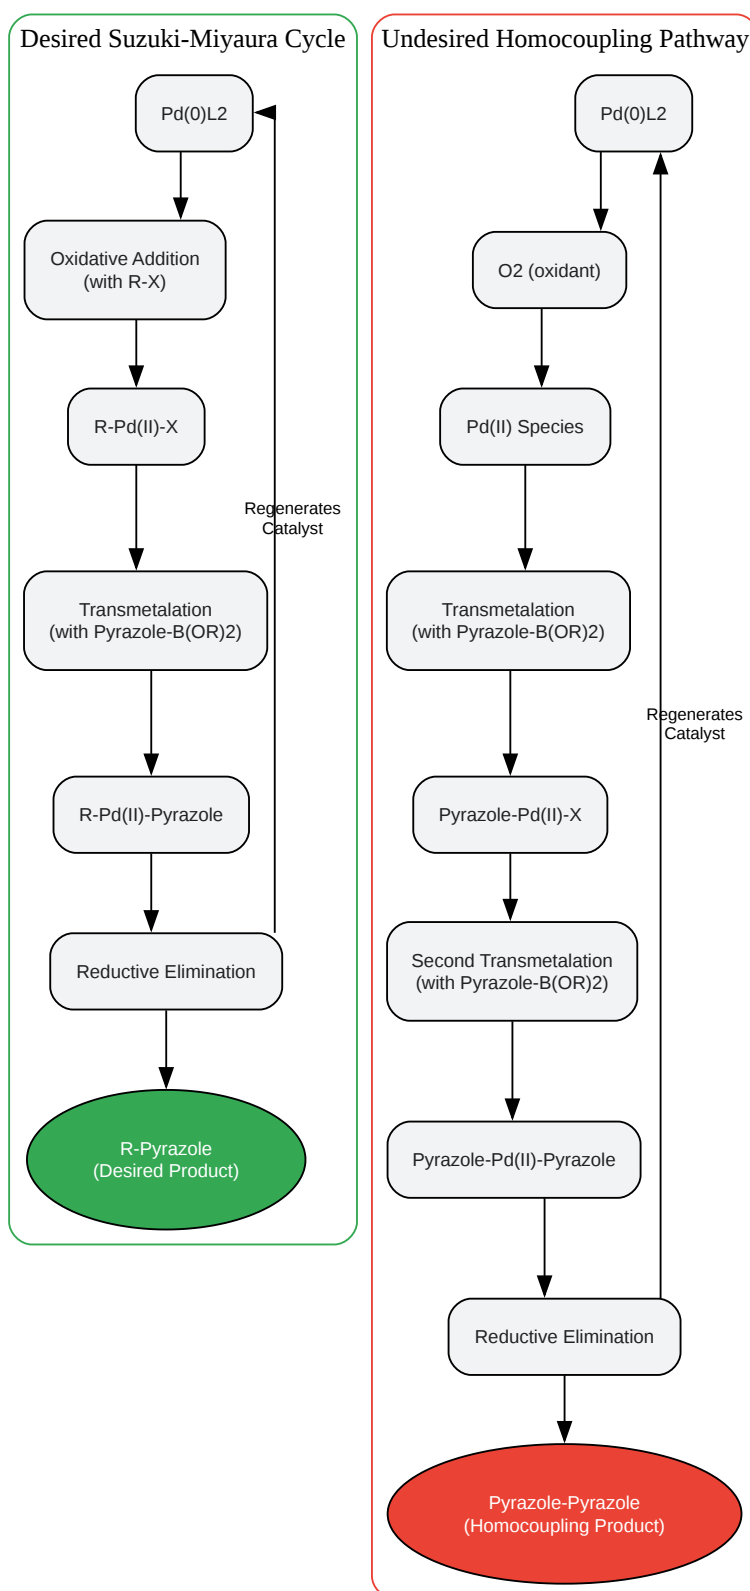 Desired Suzuki-Miyaura Cycle
Pd(0)L2
Oxidative Addition
(with R-X)
R-Pd(II)-X
Regenerates
Catalyst
Transmetalation
(with Pyrazole-B(OR)2)
R-Pd(II)-Pyrazole
Reductive Elimination
R-Pyrazole
(Desired Product)
Undesired Homocoupling Pathway
Pd(0)L2
O2 (oxidant)
Pd(II) Species
Transmetalation
(with Pyrazole-B(OR)2)
Regenerates
Catalyst
Pyrazole-Pd(II)-X
Second Transmetalation
(with Pyrazole-B(OR)2)
Pyrazole-Pd(II)-Pyrazole
Reductive Elimination
Pyrazole-Pyrazole
(Homocoupling Product)